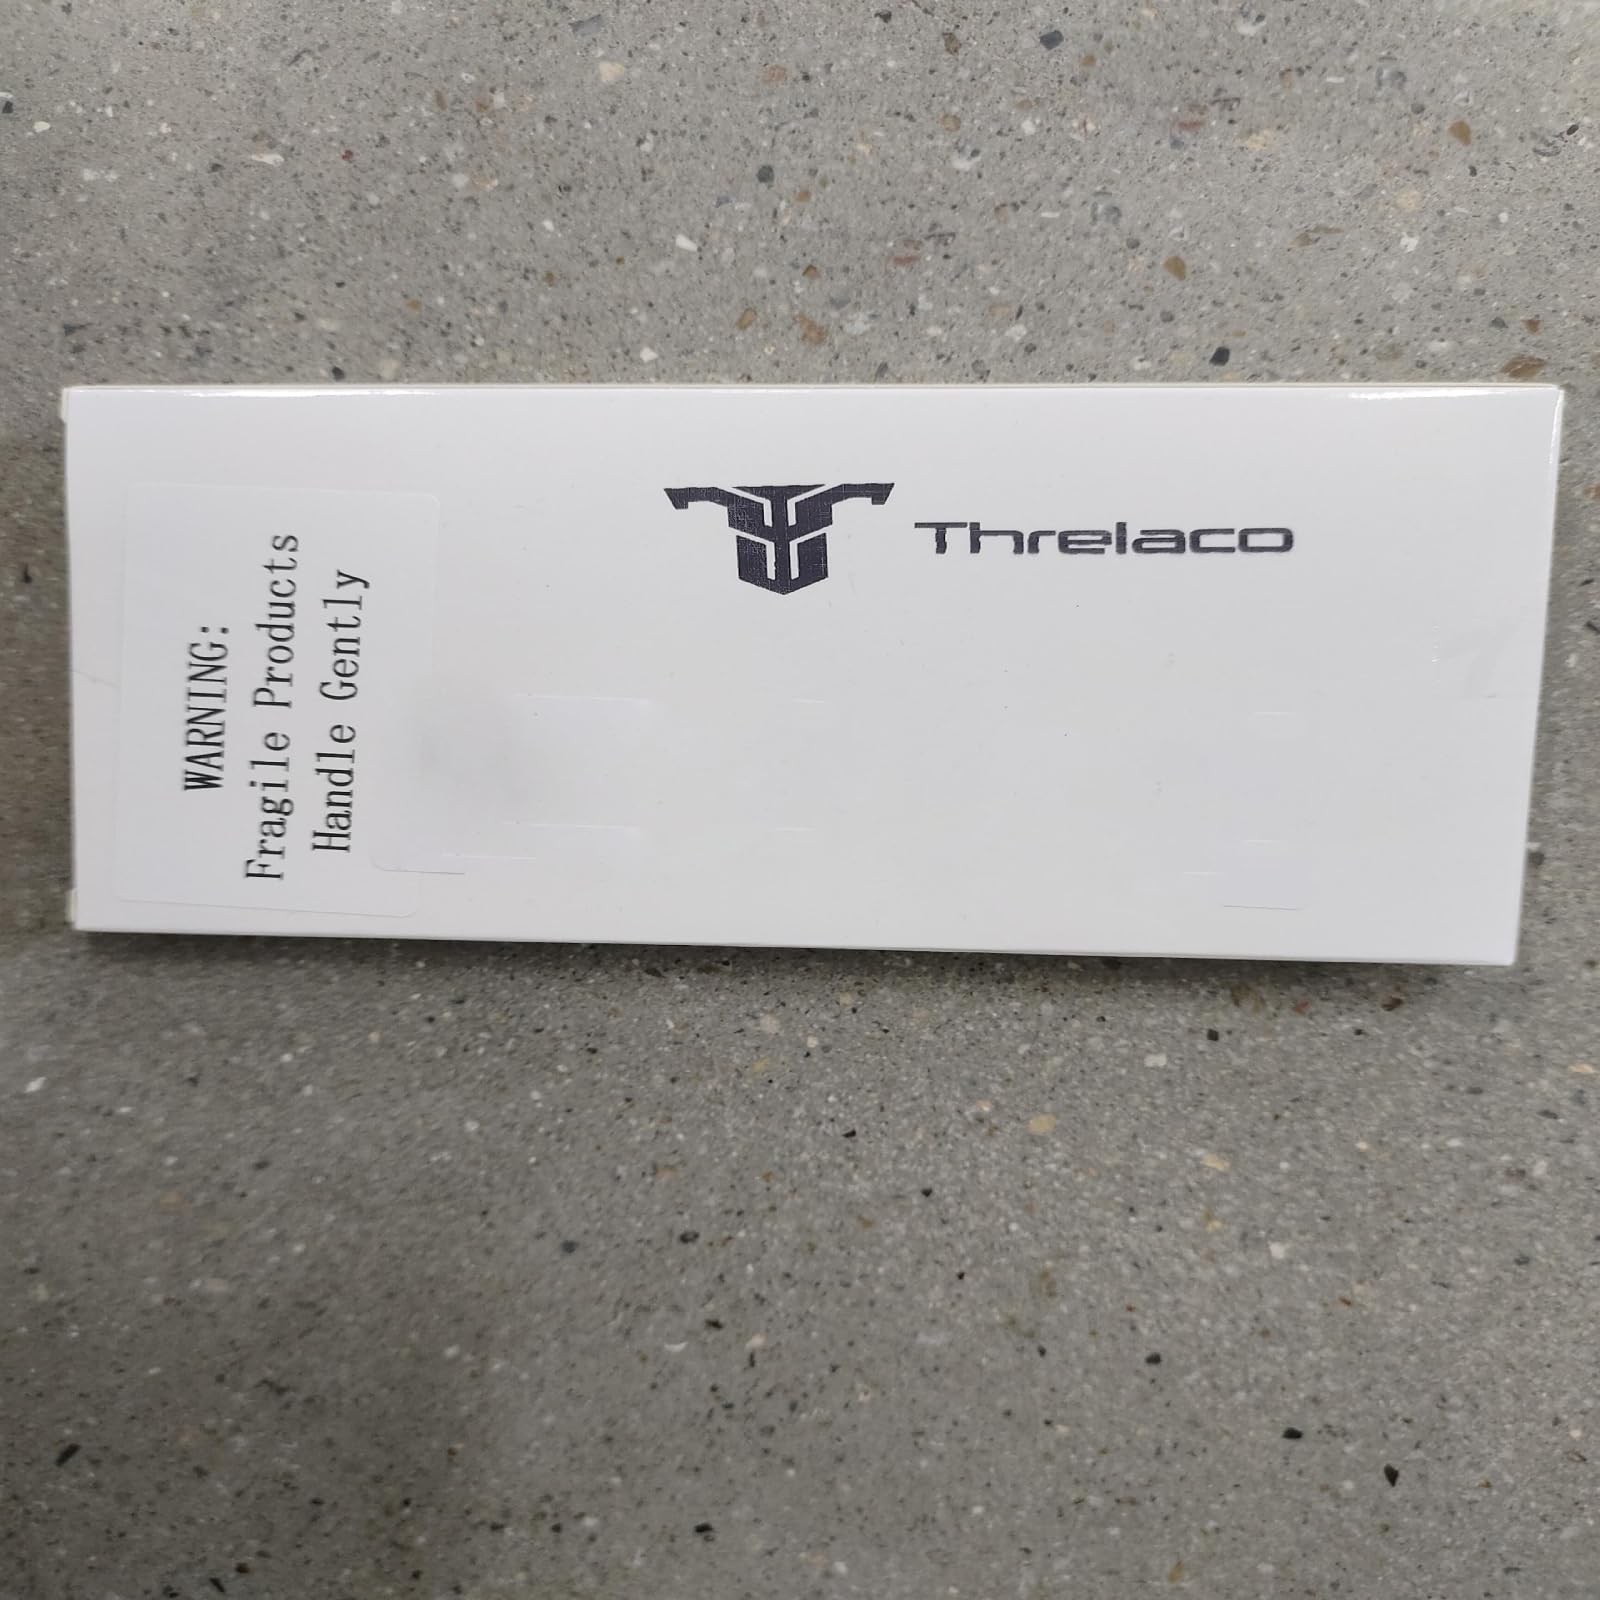 Threlaco
WARNING:
Fragile Products
Handle Gently